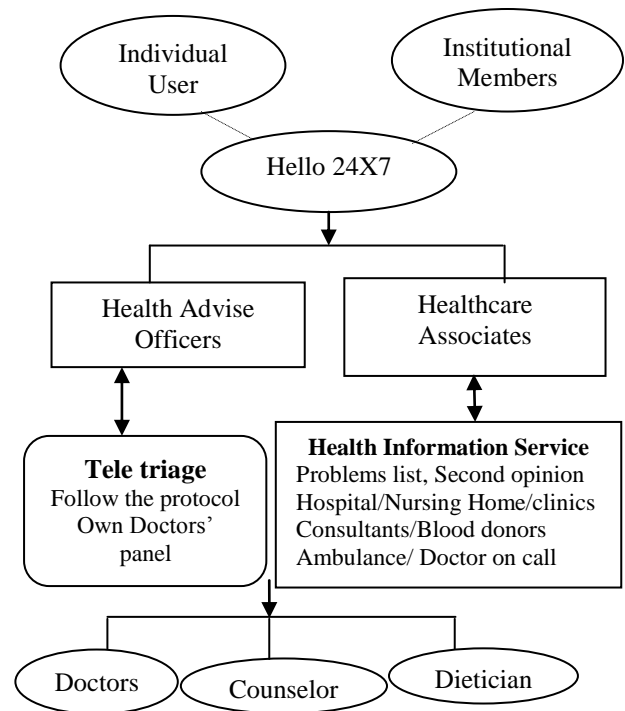 Individual
User
Institutional
Members
Hello 24X7
Health Advise
Officers
Healthcare
Associates
Tele triage
Follow the protocol
Own Doctors’
panel
Health Information Service
Problems list, Second opinion
Hospital/Nursing Home/clinics
Consultants/Blood donors
Ambulance/ Doctor on call
Doctors
Counselor
Dietician